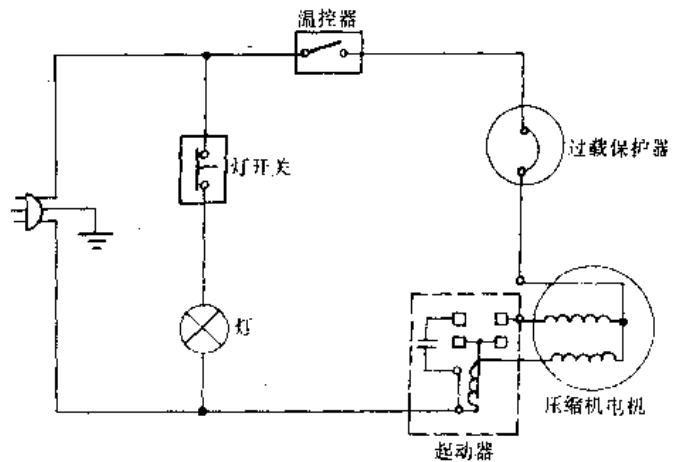 温控器
灯开关
过载保护器
灯
压缩机电机
起动器